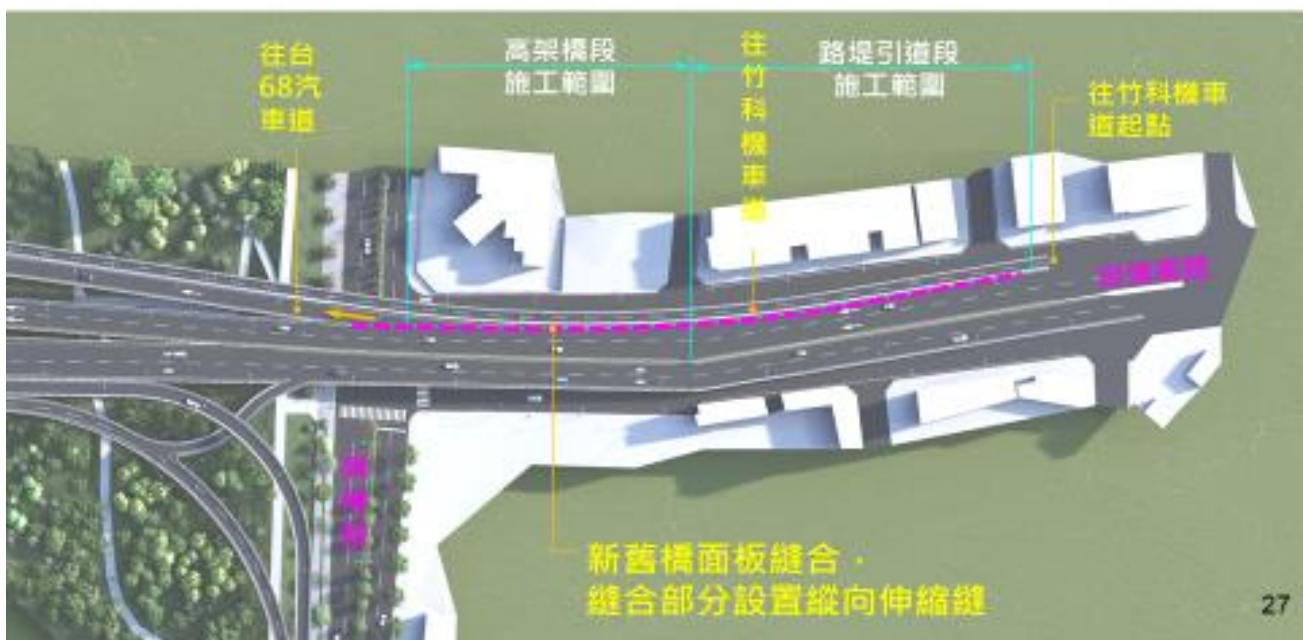 往台
68汽
車道
高架橋段
施工範圍
往竹科機車道
路堤引道段
施工範圍
往竹科機車
道起點
新舊橋面板縫合，
縫合部分設置縱向伸縮縫
27